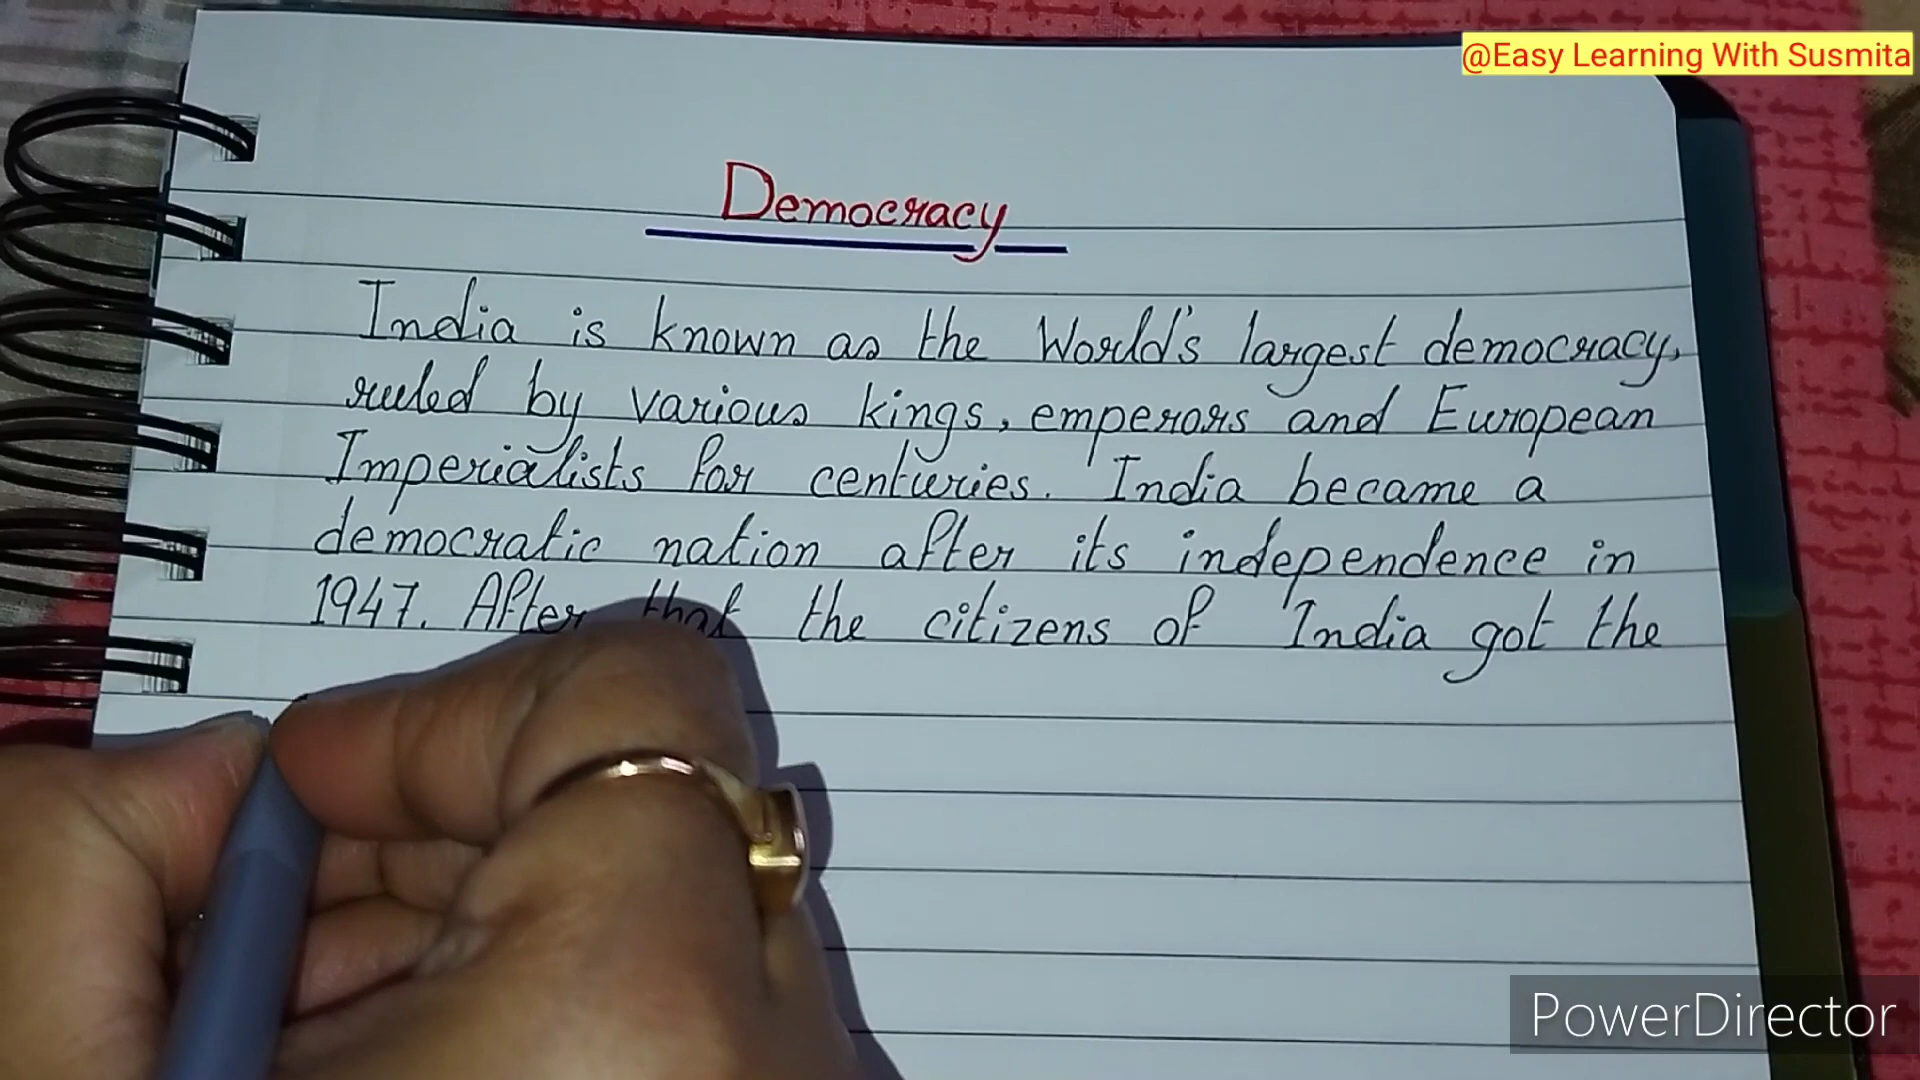 @Easy Learning With Susmita
Democracy
India is known as the World's largest democracy,
ruled by various kings, emperors and European
Imperialists for centuries. India became a
democratic nation after its independence in
1947. After that the citizens of India got the
PowerDirector